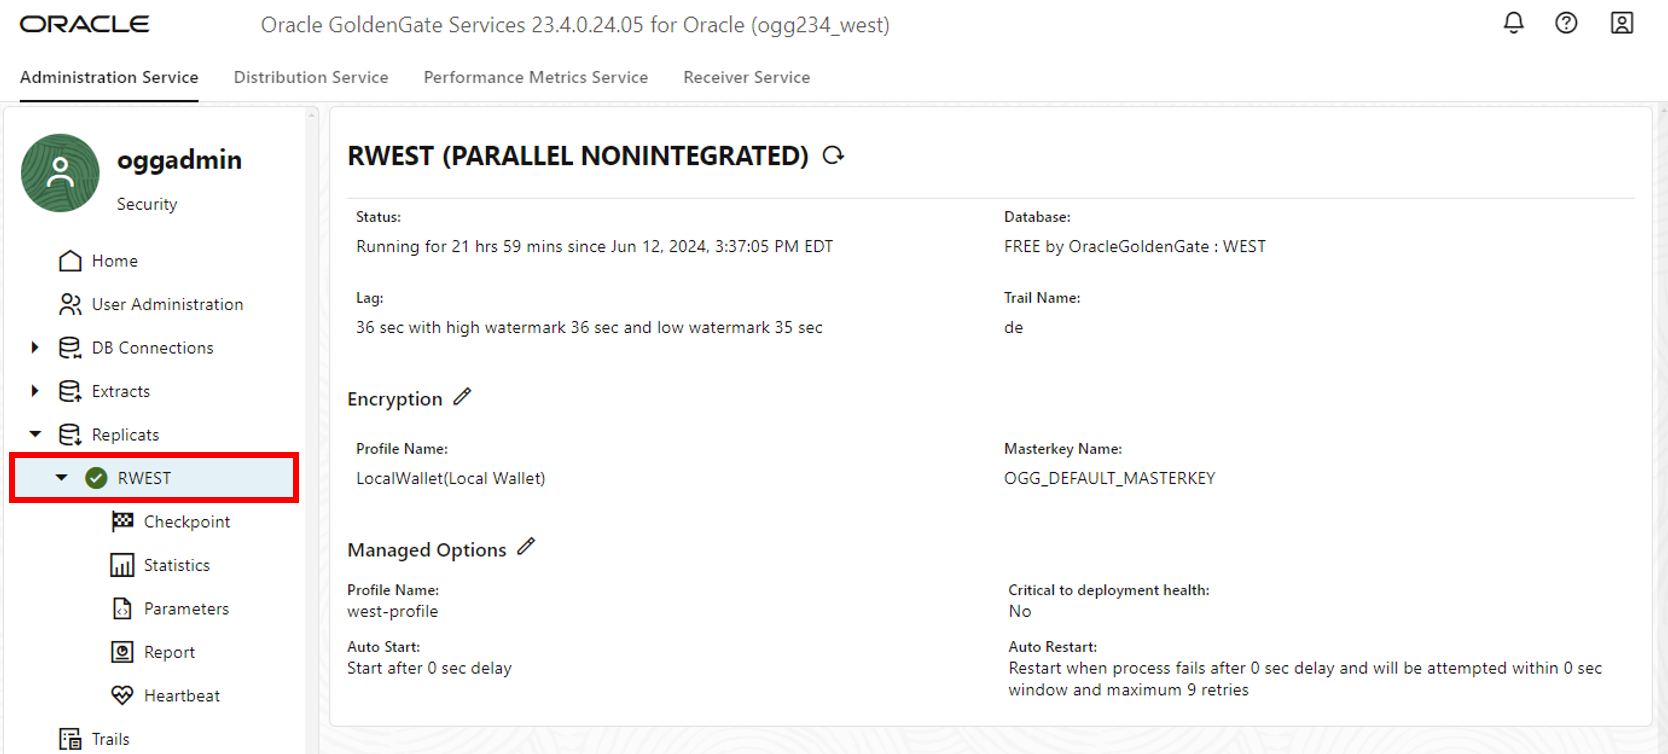 ORACLE
Oracle GoldenGate Services 23.4.0.24.05 for Oracle (ogg234_west)
Administration Service
Distribution Service
Performance Metrics Service
Receiver Service
oggadmin
Security
Home
User Administration
DB Connections
Extracts
Replicats
RWEST
Checkpoint
Statistics
Parameters
Report
Heartbeat
Trails
RWEST (PARALLEL NONINTEGRATED)
Status:
Running for 21 hrs 59 mins since Jun 12, 2024, 3:37:05 PM EDT
Database:
FREE by OracleGoldenGate : WEST
Lag:
36 sec with high watermark 36 sec and low watermark 35 sec
Trail Name:
de
Encryption
Profile Name:
LocalWallet(Local Wallet)
Masterkey Name:
OGG_DEFAULT_MASTERKEY
Managed Options
Profile Name:
west-profile
Critical to deployment health:
No
Auto Start:
Start after 0 sec delay
Auto Restart:
Restart when process fails after 0 sec delay and will be attempted within 0 sec
window and maximum 9 retries